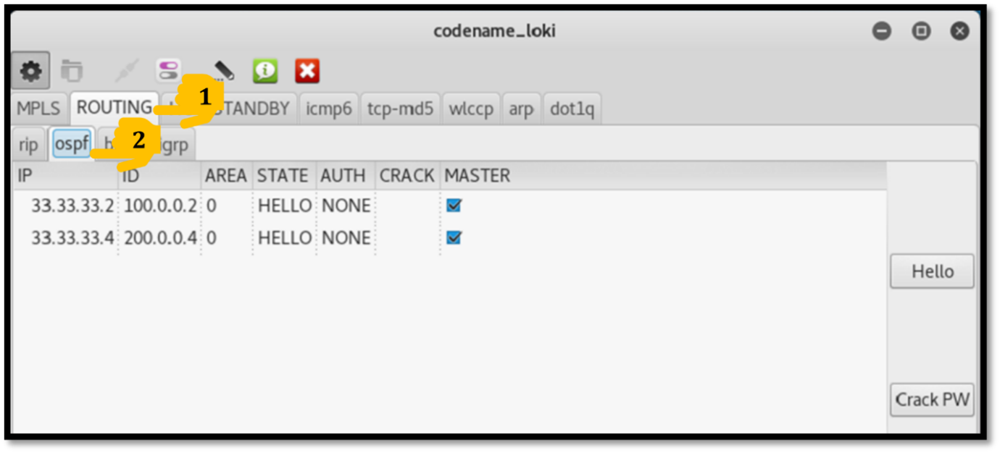 codename_loki
1
MPLS ROUTING STANDBY icmp6 tcp-md5 wlccp arp dot1q
2
rip ospf igrp
IP ID AREA STATE AUTH CRACK MASTER
33.33.33.2 100.0.0.2 0 HELLO NONE
33.33.33.4 200.0.0.4 0 HELLO NONE
Hello
Crack PW